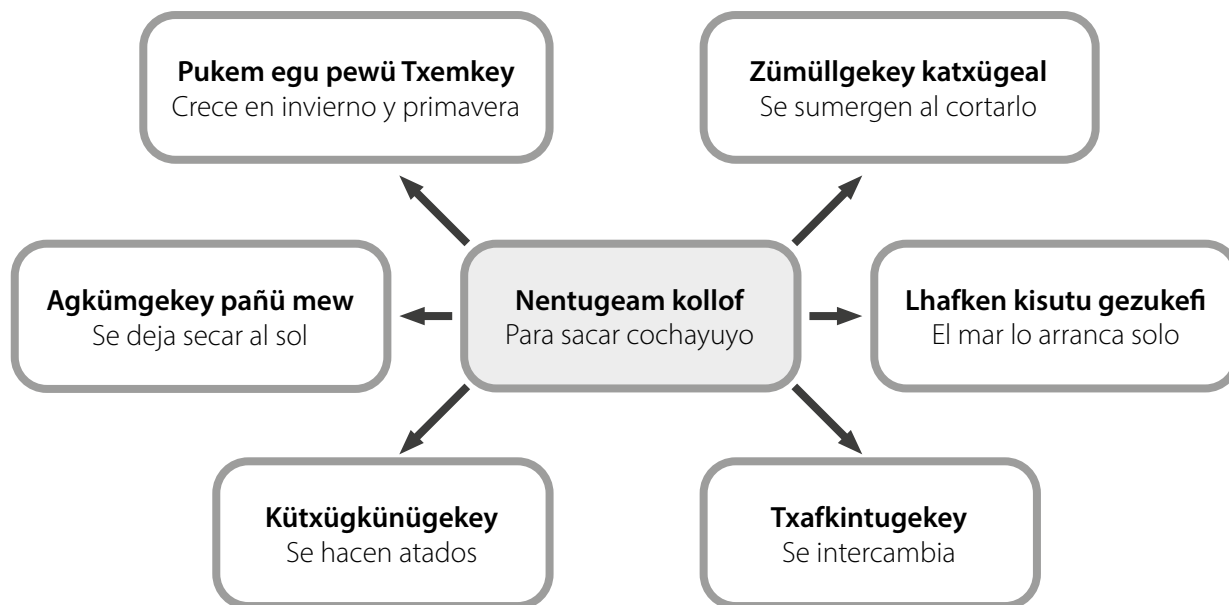 Pukem egu pewü Txemkey
Crece en invierno y primavera
Zümüllgekey katxügeal
Se sumergen al cortarlo
Agkümgekey pañü mew
Se deja secar al sol
Nentugeam kollof
Para sacar cochayuyo
Lhafken kisutu gezukefi
El mar lo arranca solo
Kütxügkünügekey
Se hacen atados
Txafkintugekey
Se intercambia